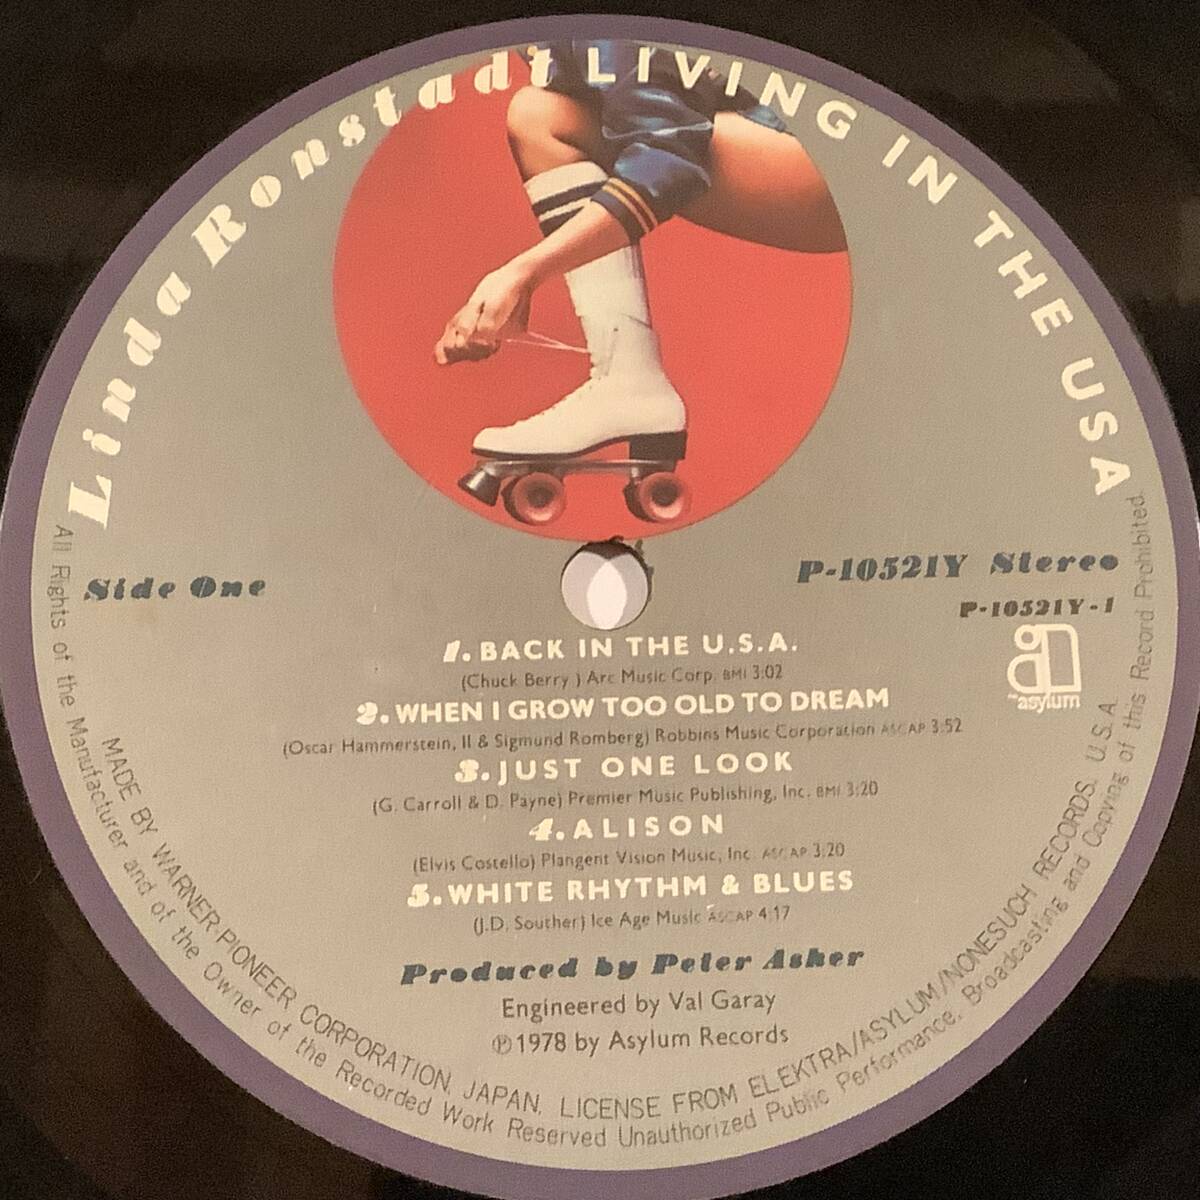 Linda Ronstadt LIVING IN THE USA
Side One
P-10521Y Stereo
P-10521Y-1
asylum
1. BACK IN THE U.S.A.
(Chuck Berry ) Arc Music Corp. BMI 3:02
2. WHEN I GROW TOO OLD TO DREAM
(Oscar Hammerstein, II & Sigmund Romberg) Robbins Music Corporation ASCAP 3:52
3. JUST ONE LOOK
(G. Carroll & D. Payne) Premier Music Publishing, Inc. BMI 3:20
4. ALISON
(Elvis Costello) Plangent Vision Music, Inc. ASCAP 3:20
5. WHITE RHYTHM & BLUES
(J.D. Souther) Ice Age Music ASCAP 4:17
Produced by Peter Asher
Engineered by Val Garay
℗1978 by Asylum Records
MADE BY WARNER-PIONEER CORPORATION, JAPAN. LICENSE FROM ELEKTRA/ASYLUM/NONESUCH RECORDS, U.S.A.
All Rights of the Manufacturer and of the Owner of the Recorded Work Reserved Unauthorized Public Performance, Broadcasting and Copying of this Record Prohibited.